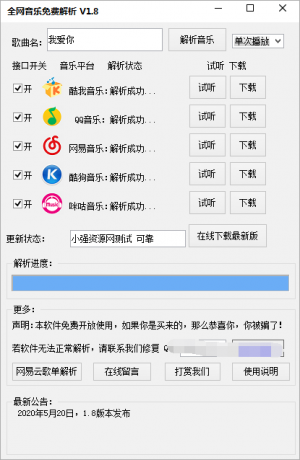 全网音乐免费解析 V1.8
歌曲名: 我爱你 解析音乐 单次播放
接口开关 音乐平台 解析状态 试听 下载
开 酷我音乐:解析成功... 试听 下载
开 QQ音乐:解析成功... 试听 下载
开 网易音乐:解析成功... 试听 下载
开 酷狗音乐:解析成功... 试听 下载
开 咪咕音乐:解析成功... 试听 下载
更新状态: 小强资源网测试 可靠 在线下载最新版
解析进度:
更多:
声明:本软件免费开放使用，如果你是买来的，那么恭喜你，你被骗了!
若软件无法正常解析，请联系我们修复
网易云歌单解析 在线留言 打赏我们 使用说明
最新公告:
2020年5月20日，1.8版本发布